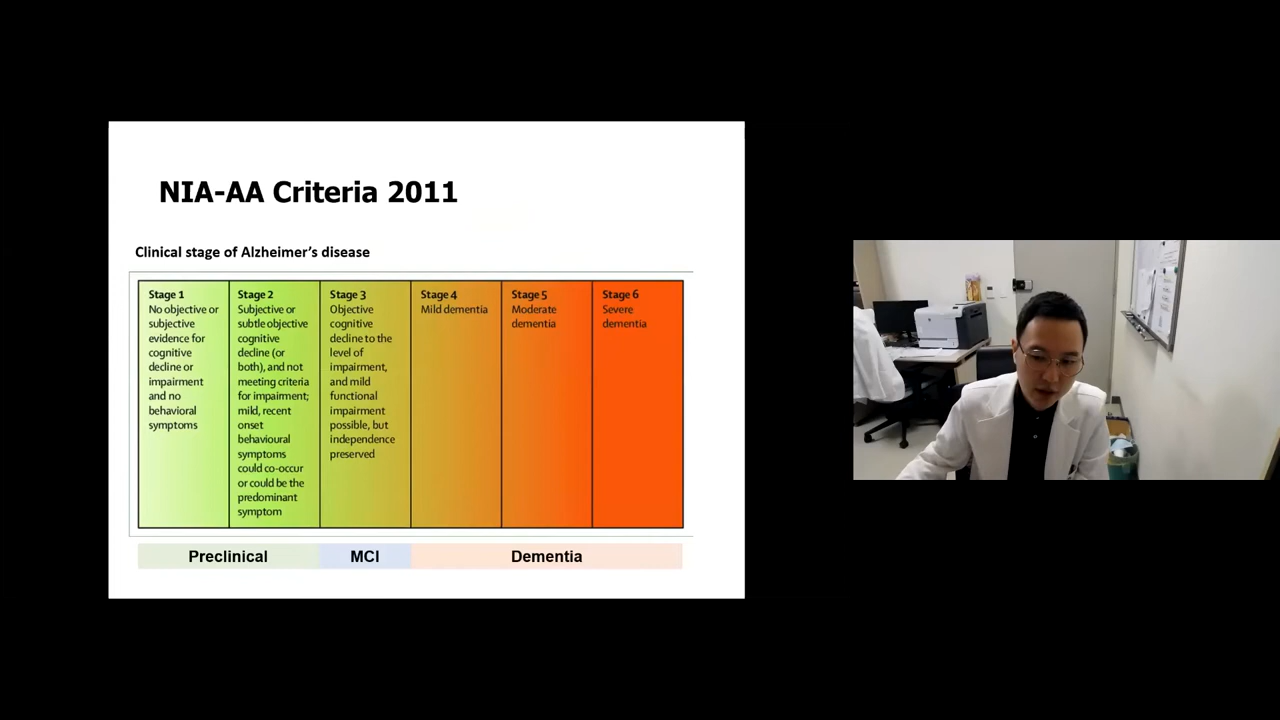 NIA-AA Criteria 2011
Clinical stage of Alzheimer's disease
Stage 1
No objective or
subjective
evidence for
cognitive
decline or
impairment
and no
behavioral
symptoms
Stage 2
Subjective or
subtle objective
cognitive
decline (or
both), and not
meeting criteria
for impairment;
mild, recent
onset
behavioural
symptoms
could co-occur
or could be the
predominant
symptom
Stage 3
Objective
cognitive
decline to the
level of
impairment,
and mild
functional
impairment
possible, but
independence
preserved
Stage 4
Mild dementia
Stage 5
Moderate
dementia
Stage 6
Severe
dementia
Preclinical
MCI
Dementia